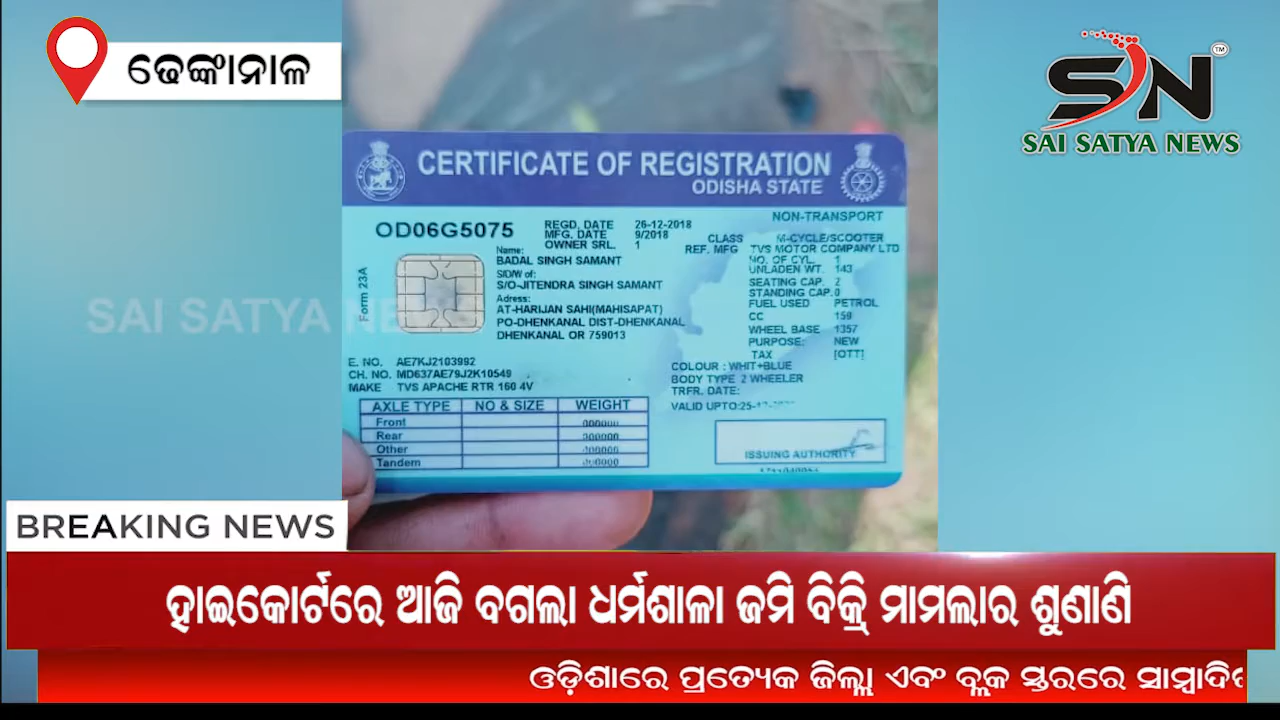 ଢେଙ୍କାନାଳ
SN
TM
SAI SATYA NEWS
CERTIFICATE OF REGISTRATION
ODISHA STATE
NON-TRANSPORT
OD06G5075
REGD. DATE 26-12-2018
MFG. DATE 9/2018
OWNER SRL. 1
CLASS M-CYCLE/SCOOTER
REF. MFG TVS MOTOR COMPANY LTD
NO. OF CYL. 1
UNLADEN WT. 143
SEATING CAP. 2
STANDING CAP. 0
FUEL USED PETROL
CC 159
WHEEL BASE 1357
PURPOSE: NEW
TAX [OTT]
Form 23A
Name:
BADAL SINGH SAMANT
S/D/W of:
S/O-JITENDRA SINGH SAMANT
Adress:
AT-HARIJAN SAHI(MAHISAPAT)
PO-DHENKANAL DIST-DHENKANAL
DHENKANAL OR 759013
SAI SATYA NEWS
E. NO. AE7KJ2103992
CH. NO. MD637AE79J2K10549
MAKE TVS APACHE RTR 160 4V
COLOUR : WHIT+BLUE
BODY TYPE 2 WHEELER
TRFR. DATE:
VALID UPTO:25-
AXLE TYPE NO & SIZE WEIGHT
Front 000000
Rear 000000
Other 000000
Tandem 000000
ISSUING AUTHORITY
BREAKING NEWS
ହାଇକୋର୍ଟରେ ଆଜି ବଗଲା ଧର୍ମଶାଳା ଜମି ବିକ୍ରି ମାମଲାର ଶୁଣାଣି
ଓଡ଼ିଶାରେ ପ୍ରତ୍ୟେକ ଜିଲ୍ଲା ଏବଂ ବ୍ଲକ ସ୍ତରରେ